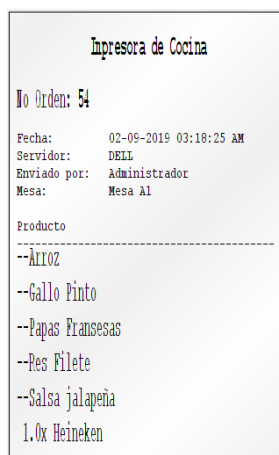 Inpresora de Cocina
No Orden: 54
Fecha: 02-09-2019 03:18:25 AM
Servidor: DELL
Enviado por: Administrador
Mesa: Mesa A1
Producto
--Arroz
--Gallo Pinto
--Papas Fransesas
--Res Filete
--Salsa jalapeña
1.0x Heineken